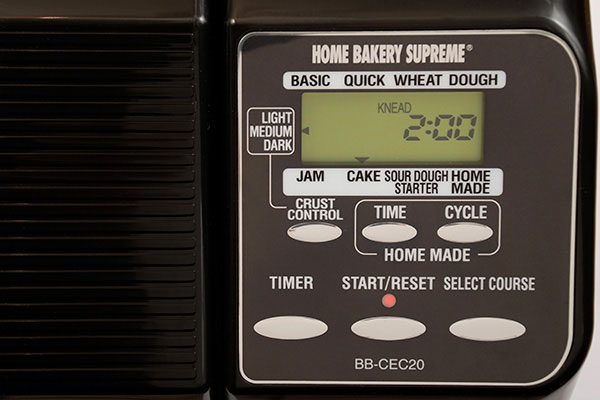 HOME BAKERY SUPREME®
BASIC QUICK WHEAT DOUGH
KNEAD
2:00
LIGHT
MEDIUM
DARK
JAM CAKE SOUR DOUGH STARTER HOME MADE
CRUST CONTROL
TIME CYCLE
HOME MADE
TIMER START/RESET SELECT COURSE
BB-CEC20